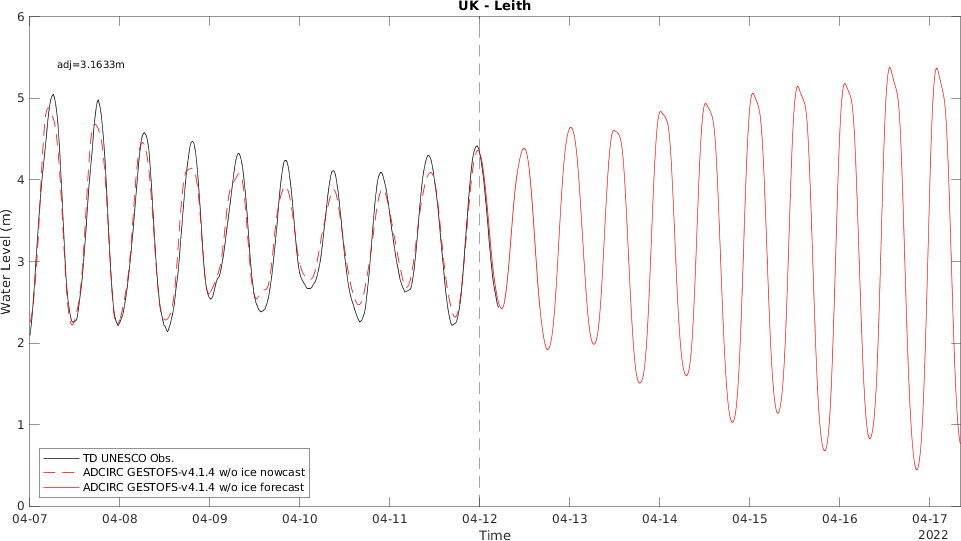 UK - Leith
adj=3.1633m
Water Level (m)
6
5
4
3
2
1
0
TD UNESCO Obs.
ADCIRC GESTOFS-v4.1.4 w/o ice nowcast
ADCIRC GESTOFS-v4.1.4 w/o ice forecast
04-07 04-08 04-09 04-10 04-11 04-12 04-13 04-14 04-15 04-16 04-17
Time
2022